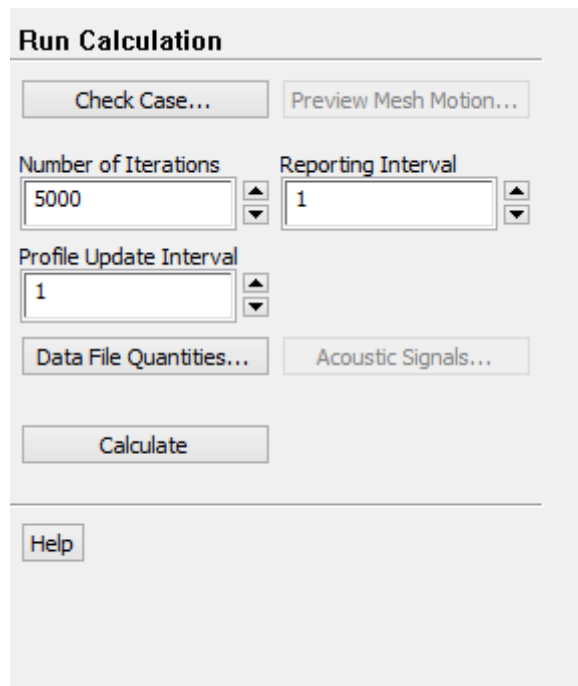 Run Calculation
Check Case... Preview Mesh Motion...
Number of Iterations Reporting Interval
5000 1
Profile Update Interval
1
Data File Quantities... Acoustic Signals...
Calculate
Help